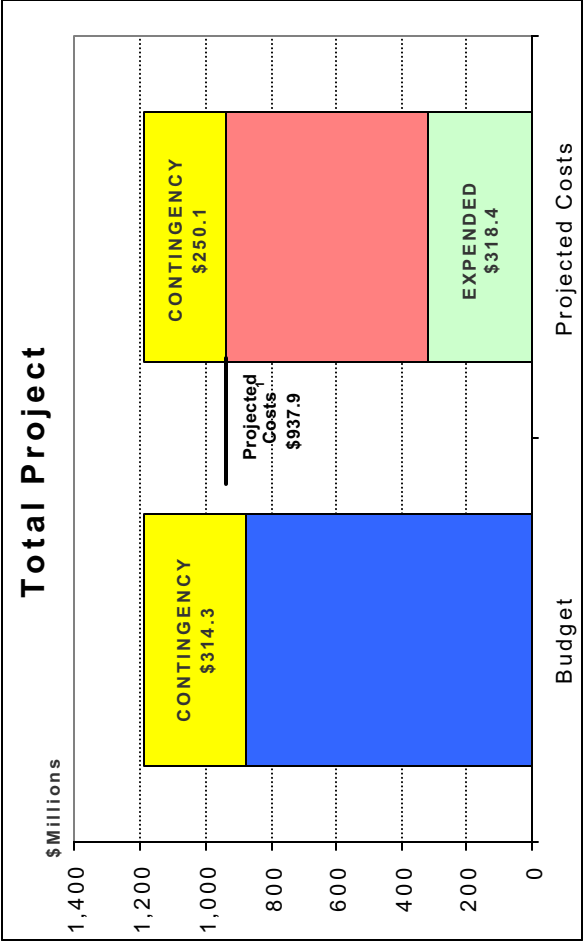 Total Project
$Millions
1,400
1,200
1,000
800
600
400
200
0
CONTINGENCY
$314.3
Projected
Costs
$937.9
CONTINGENCY
$250.1
EXPENDED
$318.4
Budget
Projected Costs